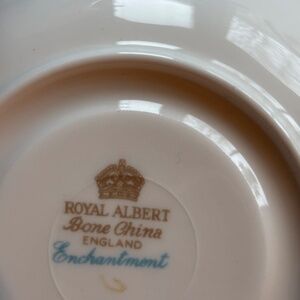 ROYAL ALBERT
Bone China
ENGLAND
Enchantment